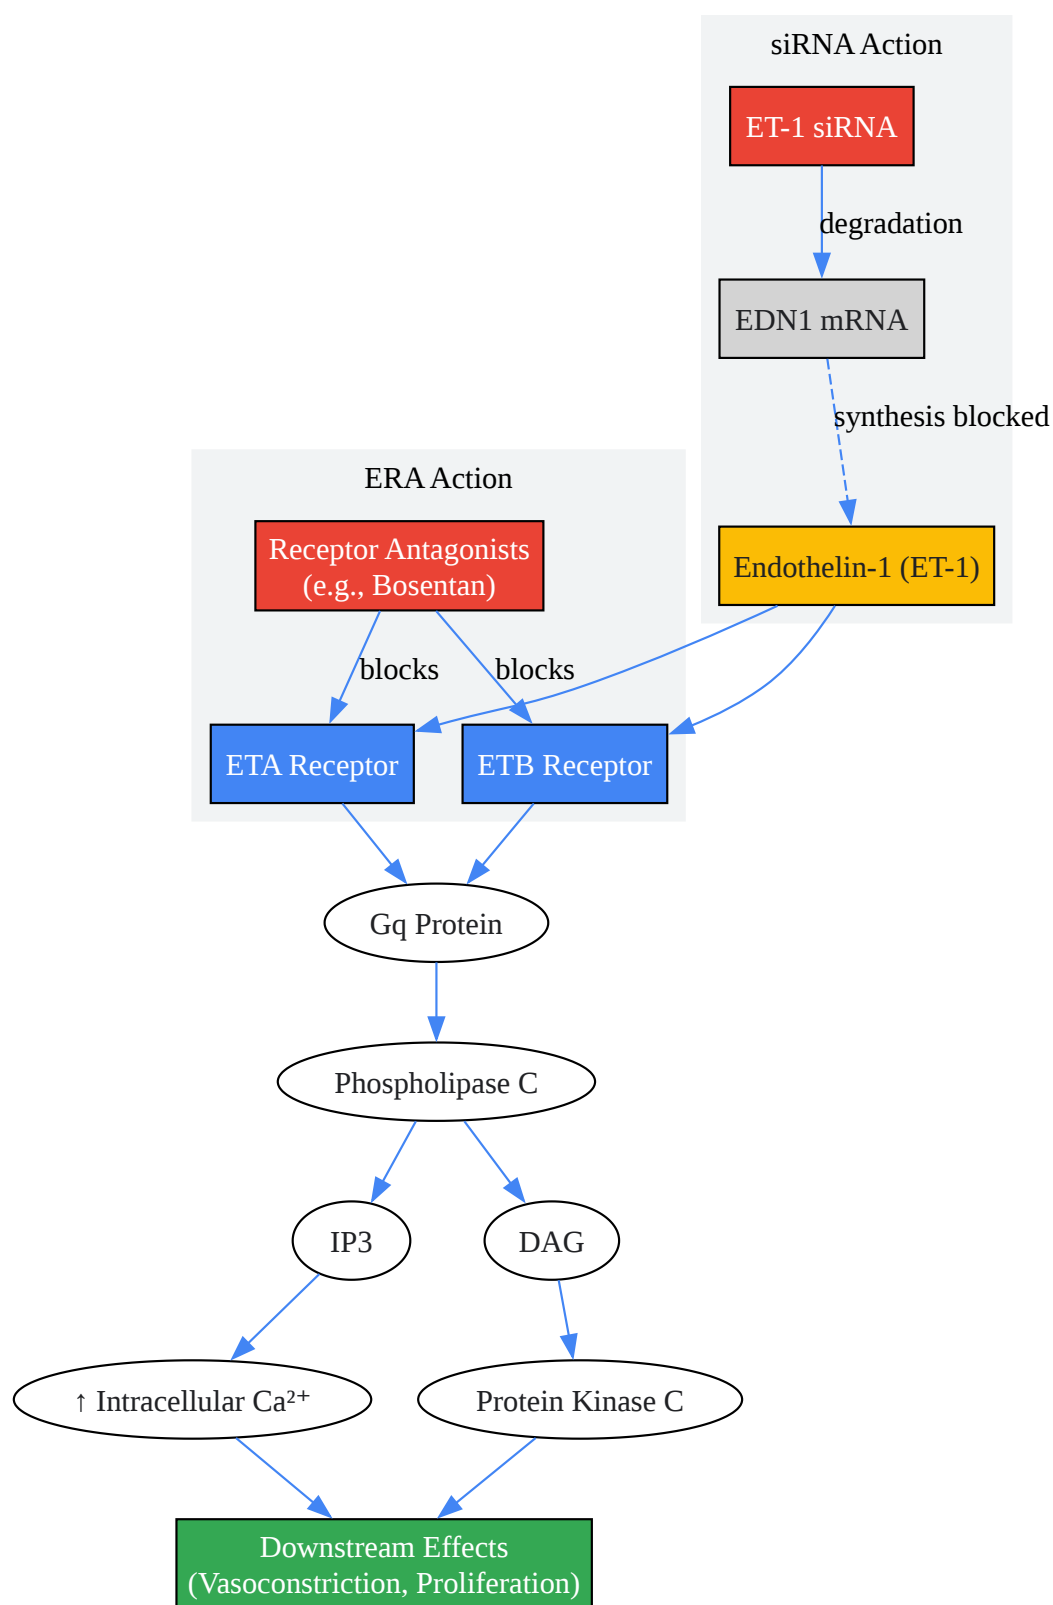 siRNA Action
ET-1 siRNA
degradation
EDN1 mRNA
synthesis blocked
ERA Action
Receptor Antagonists
(e.g., Bosentan)
Endothelin-1 (ET-1)
blocks
blocks
ETA Receptor
ETB Receptor
Gq Protein
Phospholipase C
IP3
DAG
↑ Intracellular Ca²⁺
Protein Kinase C
Downstream Effects
(Vasoconstriction, Proliferation)